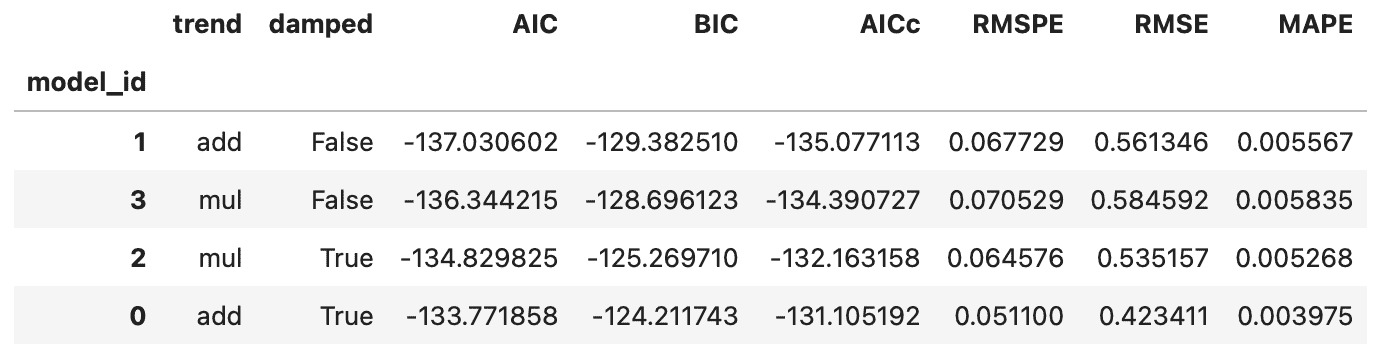 trend damped AIC BIC AICc RMSPE RMSE MAPE
model_id
1 add False -137.030602 -129.382510 -135.077113 0.067729 0.561346 0.005567
3 mul False -136.344215 -128.696123 -134.390727 0.070529 0.584592 0.005835
2 mul True -134.829825 -125.269710 -132.163158 0.064576 0.535157 0.005268
0 add True -133.771858 -124.211743 -131.105192 0.051100 0.423411 0.003975